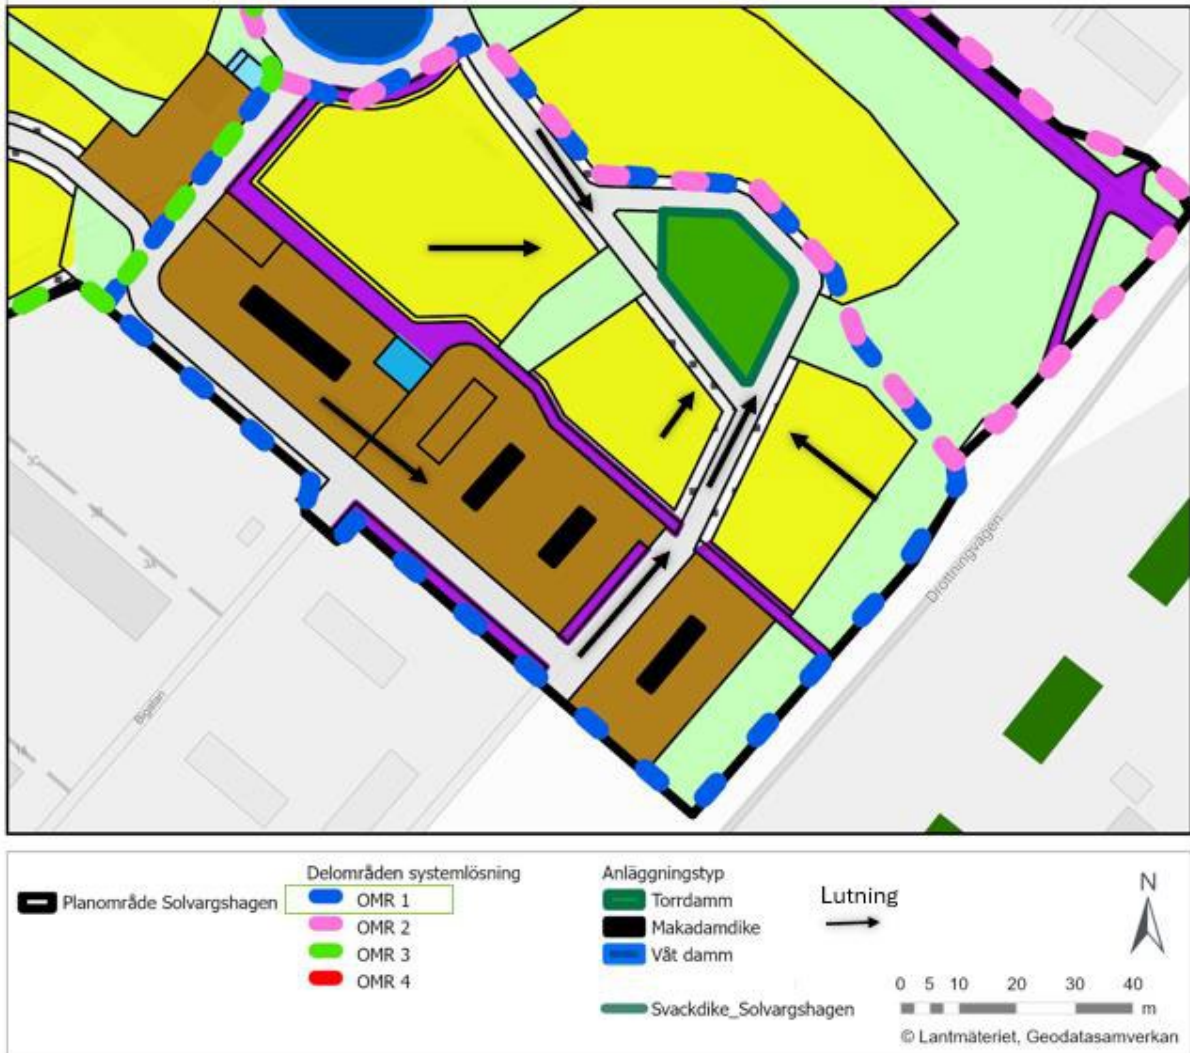 Drottningvägen
Bigatan
Planområde Solvargshagen
Delområden systemlösning
OMR 1
OMR 2
OMR 3
OMR 4
Anläggningstyp
Torrdamm
Makadamdike
Våt damm
Svackdike_Solvargshagen
Lutning
N
0 5 10 20 30 40
m
© Lantmäteriet, Geodatasamverkan